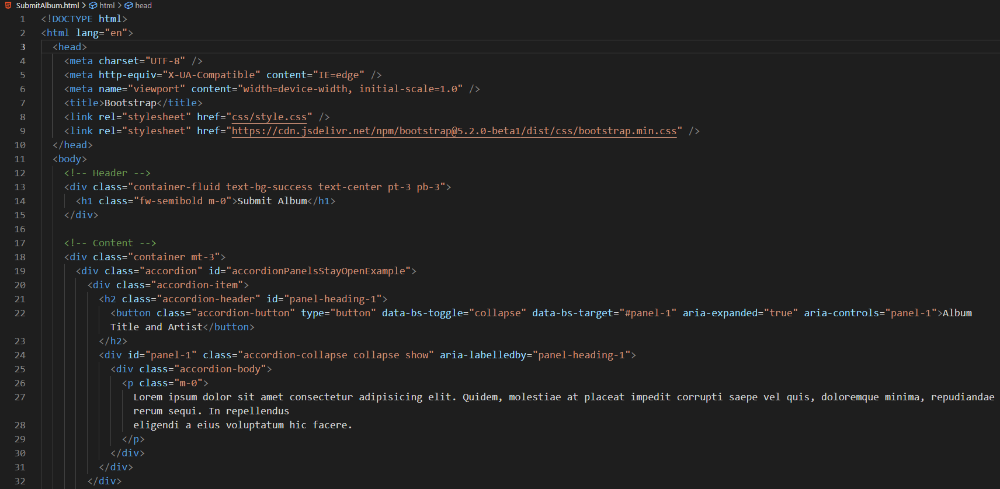 SubmitAlbum.html > html > head
1 <!DOCTYPE html>
2 <html lang="en">
3 <head>
4 <meta charset="UTF-8" />
5 <meta http-equiv="X-UA-Compatible" content="IE=edge" />
6 <meta name="viewport" content="width=device-width, initial-scale=1.0" />
7 <title>Bootstrap</title>
8 <link rel="stylesheet" href="css/style.css" />
9 <link rel="stylesheet" href="https://cdn.jsdelivr.net/npm/bootstrap@5.2.0-beta1/dist/css/bootstrap.min.css" />
10 </head>
11 <body>
12 <!-- Header -->
13 <div class="container-fluid text-bg-success text-center pt-3 pb-3">
14 <h1 class="fw-semibold m-0">Submit Album</h1>
15 </div>
16
17 <!-- Content -->
18 <div class="container mt-3">
19 <div class="accordion" id="accordionPanelsStayOpenExample">
20 <div class="accordion-item">
21 <h2 class="accordion-header" id="panel-heading-1">
22 <button class="accordion-button" type="button" data-bs-toggle="collapse" data-bs-target="#panel-1" aria-expanded="true" aria-controls="panel-1">Album
Title and Artist</button>
23 </h2>
24 <div id="panel-1" class="accordion-collapse collapse show" aria-labelledby="panel-heading-1">
25 <div class="accordion-body">
26 <p class="m-0">
27 Lorem ipsum dolor sit amet consectetur adipisicing elit. Quidem, molestiae at placeat impedit corrupti saepe vel quis, doloremque minima, repudiandae
rerum sequi. In repellendus
28 eligendi a eius voluptatum hic facere.
29 </p>
30 </div>
31 </div>
32 </div>